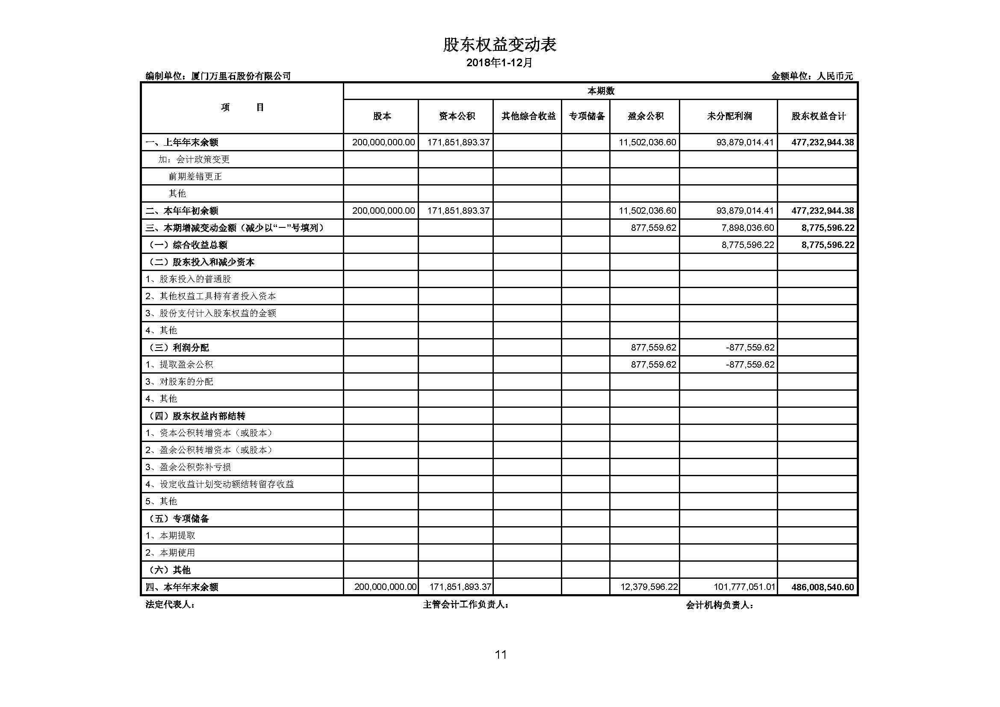 股东权益变动表
2018年1-12月
编制单位：厦门万里石股份有限公司 金额单位：人民币元
项 目 本期数
股本 资本公积 其他综合收益 专项储备 盈余公积 未分配利润 股东权益合计
一、上年年末余额 200,000,000.00 171,851,893.37 11,502,036.60 93,879,014.41 477,232,944.38
加：会计政策变更
前期差错更正
其他
二、本年年初余额 200,000,000.00 171,851,893.37 11,502,036.60 93,879,014.41 477,232,944.38
三、本期增减变动金额（减少以“－”号填列） 877,559.62 7,898,036.60 8,775,596.22
（一）综合收益总额 8,775,596.22 8,775,596.22
（二）股东投入和减少资本
1、股东投入的普通股
2、其他权益工具持有者投入资本
3、股份支付计入股东权益的金额
4、其他
（三）利润分配 877,559.62 -877,559.62
1、提取盈余公积 877,559.62 -877,559.62
3、对股东的分配
4、其他
（四）股东权益内部结转
1、资本公积转增资本（或股本）
2、盈余公积转增资本（或股本）
3、盈余公积弥补亏损
4、设定收益计划变动额结转留存收益
5、其他
（五）专项储备
1、本期提取
2、本期使用
（六）其他
四、本年年末余额 200,000,000.00 171,851,893.37 12,379,596.22 101,777,051.01 486,008,540.60
法定代表人： 主管会计工作负责人： 会计机构负责人：
11